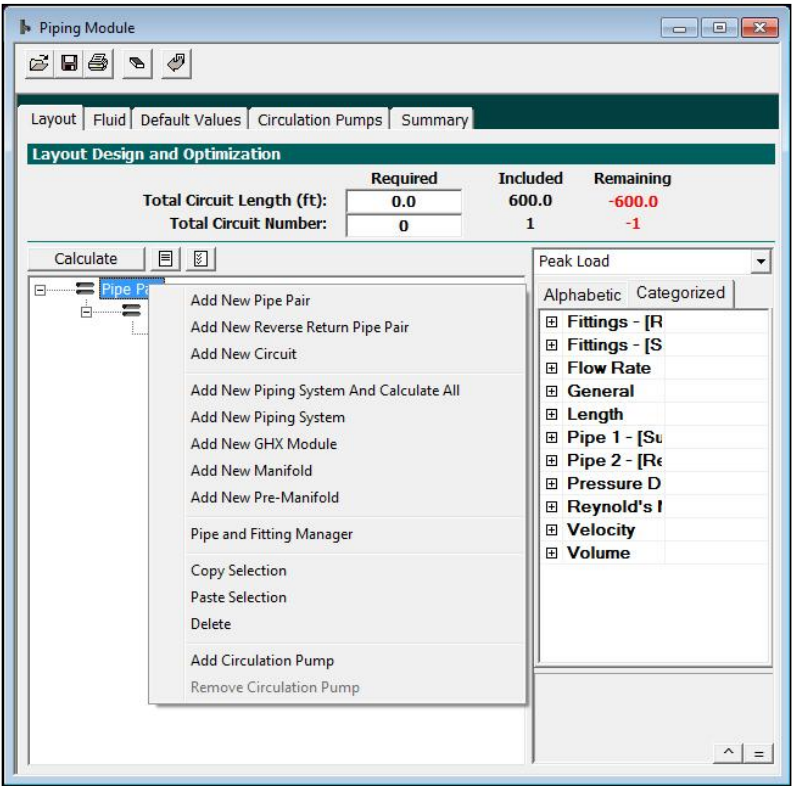 Piping Module
Layout Fluid Default Values Circulation Pumps Summary
Layout Design and Optimization
Required Included Remaining
Total Circuit Length (ft): 0.0 600.0 -600.0
Total Circuit Number: 0 1 -1
Calculate
Peak Load
Pipe
Alphabetic Categorized
Add New Pipe Pair
Add New Reverse Return Pipe Pair
Add New Circuit
Add New Piping System And Calculate All
Add New Piping System
Add New GHX Module
Add New Manifold
Add New Pre-Manifold
Pipe and Fitting Manager
Copy Selection
Paste Selection
Delete
Add Circulation Pump
Remove Circulation Pump
Fittings - [R
Fittings - [S
Flow Rate
General
Length
Pipe 1 - [Su
Pipe 2 - [Re
Pressure D
Reynold's
Velocity
Volume
^ =